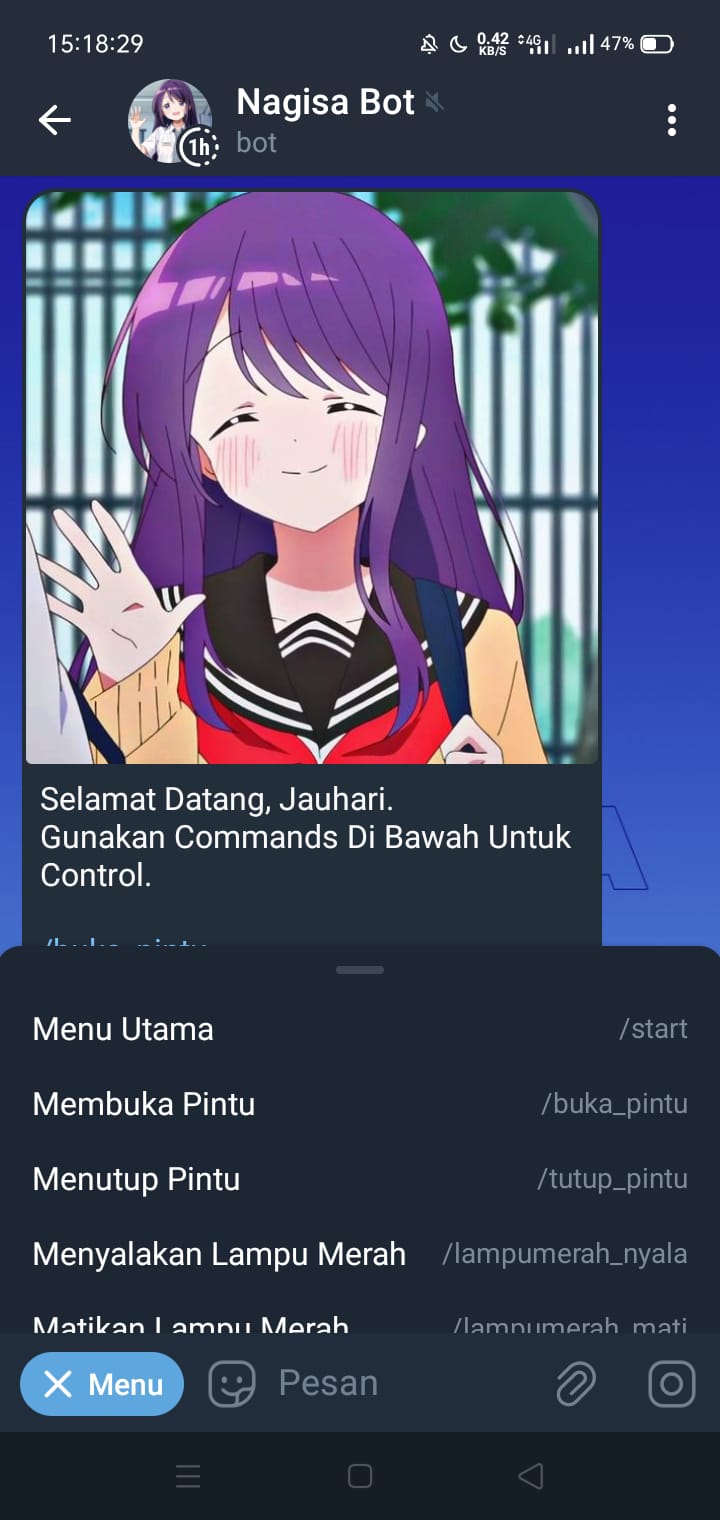 15:18:29
0.42 KB/S 4G 47%
Nagisa Bot
1h
bot
Selamat Datang, Jauhari.
Gunakan Commands Di Bawah Untuk
Control.
/buka_pintu
Menu Utama /start
Membuka Pintu /buka_pintu
Menutup Pintu /tutup_pintu
Menyalakan Lampu Merah /lampumerah_nyala
Matikan Lampu Merah /lampumerah_mati
Menu Pesan